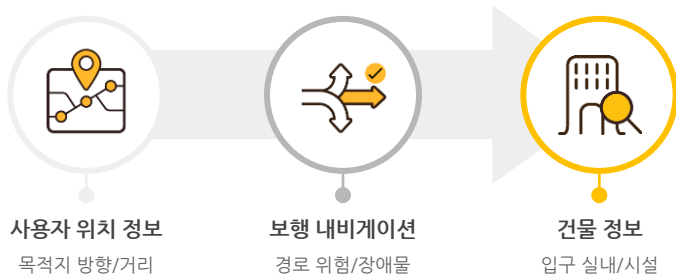 사용자 위치 정보
목적지 방향/거리
보행 내비게이션
경로 위험/장애물
건물 정보
입구 실내/시설